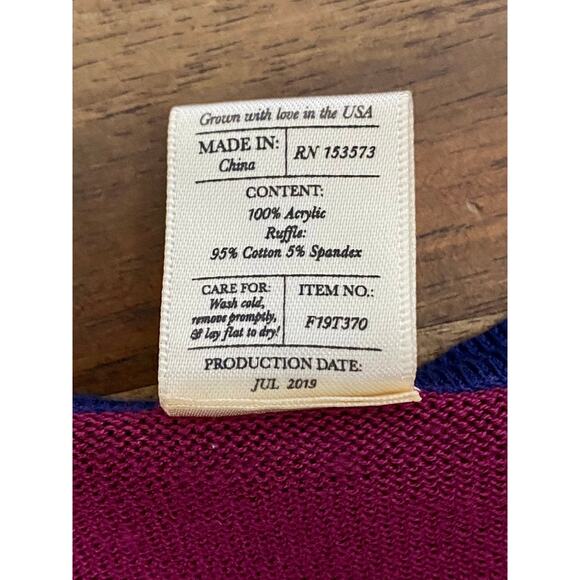 Grown with love in the USA
MADE IN:
China
RN 153573
CONTENT:
100% Acrylic
Ruffle:
95% Cotton 5% Spandex
CARE FOR:
Wash cold,
remove promptly,
& lay flat to dry!
ITEM NO.:
F19T370
PRODUCTION DATE:
JUL 2019